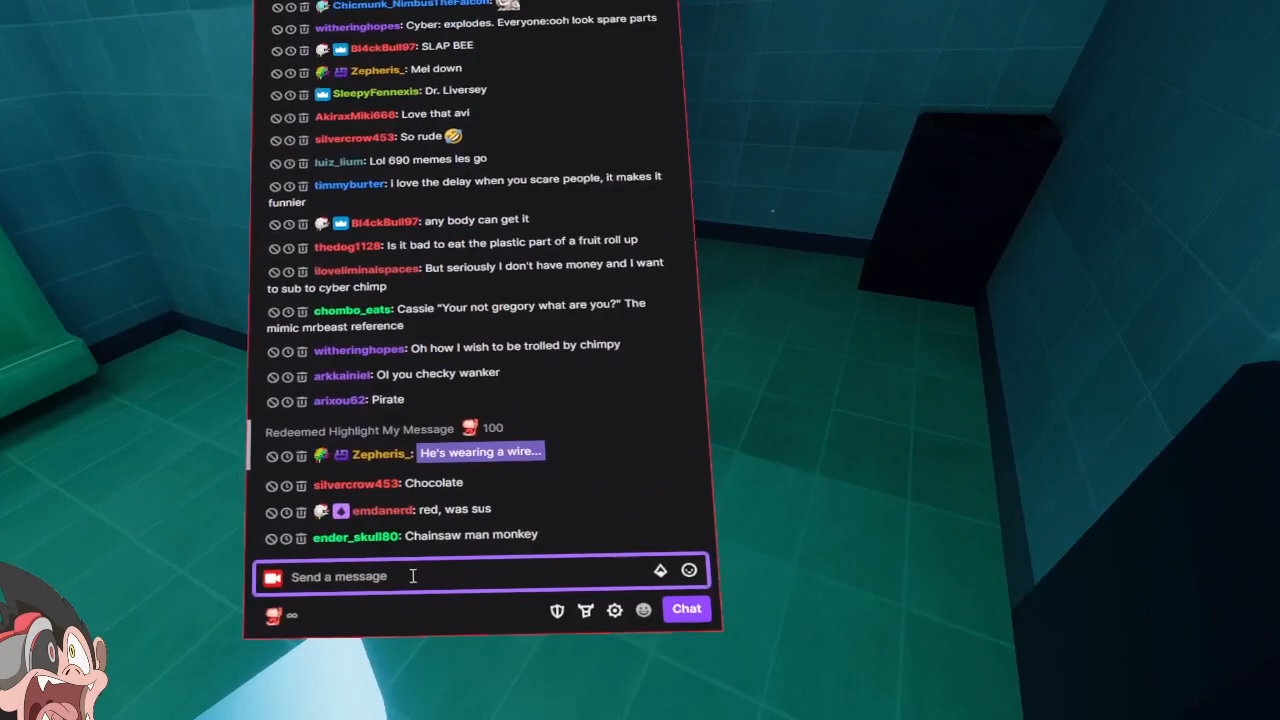 Chicmunk_NimbusTheFalcon:
witheringhopes: Cyber: explodes. Everyone:ooh look spare parts
Bl4ckBull97: SLAP BEE
Zepheris_: Mel down
SleepyFennexis: Dr. Liversey
AkiraxMiki666: Love that avi
silvercrow453: So rude 🤣
luiz_lium: Lol 690 memes les go
timmyburter: i love the delay when you scare people, it makes it
funnier
Bl4ckBull97: any body can get it
thedog1128: Is it bad to eat the plastic part of a fruit roll up
iloveliminalspaces: But seriously I don't have money and I want
to sub to cyber chimp
chombo_eats: Cassie "Your not gregory what are you?" The
mimic mrbeast reference
witheringhopes: Oh how I wish to be trolled by chimpy
arkkainiel: OI you checky wanker
arixou62: Pirate
Redeemed Highlight My Message 100
Zepheris_: He's wearing a wire...
silvercrow453: Chocolate
emdanerd: red, was sus
ender_skull80: Chainsaw man monkey
Send a message
∞
Chat